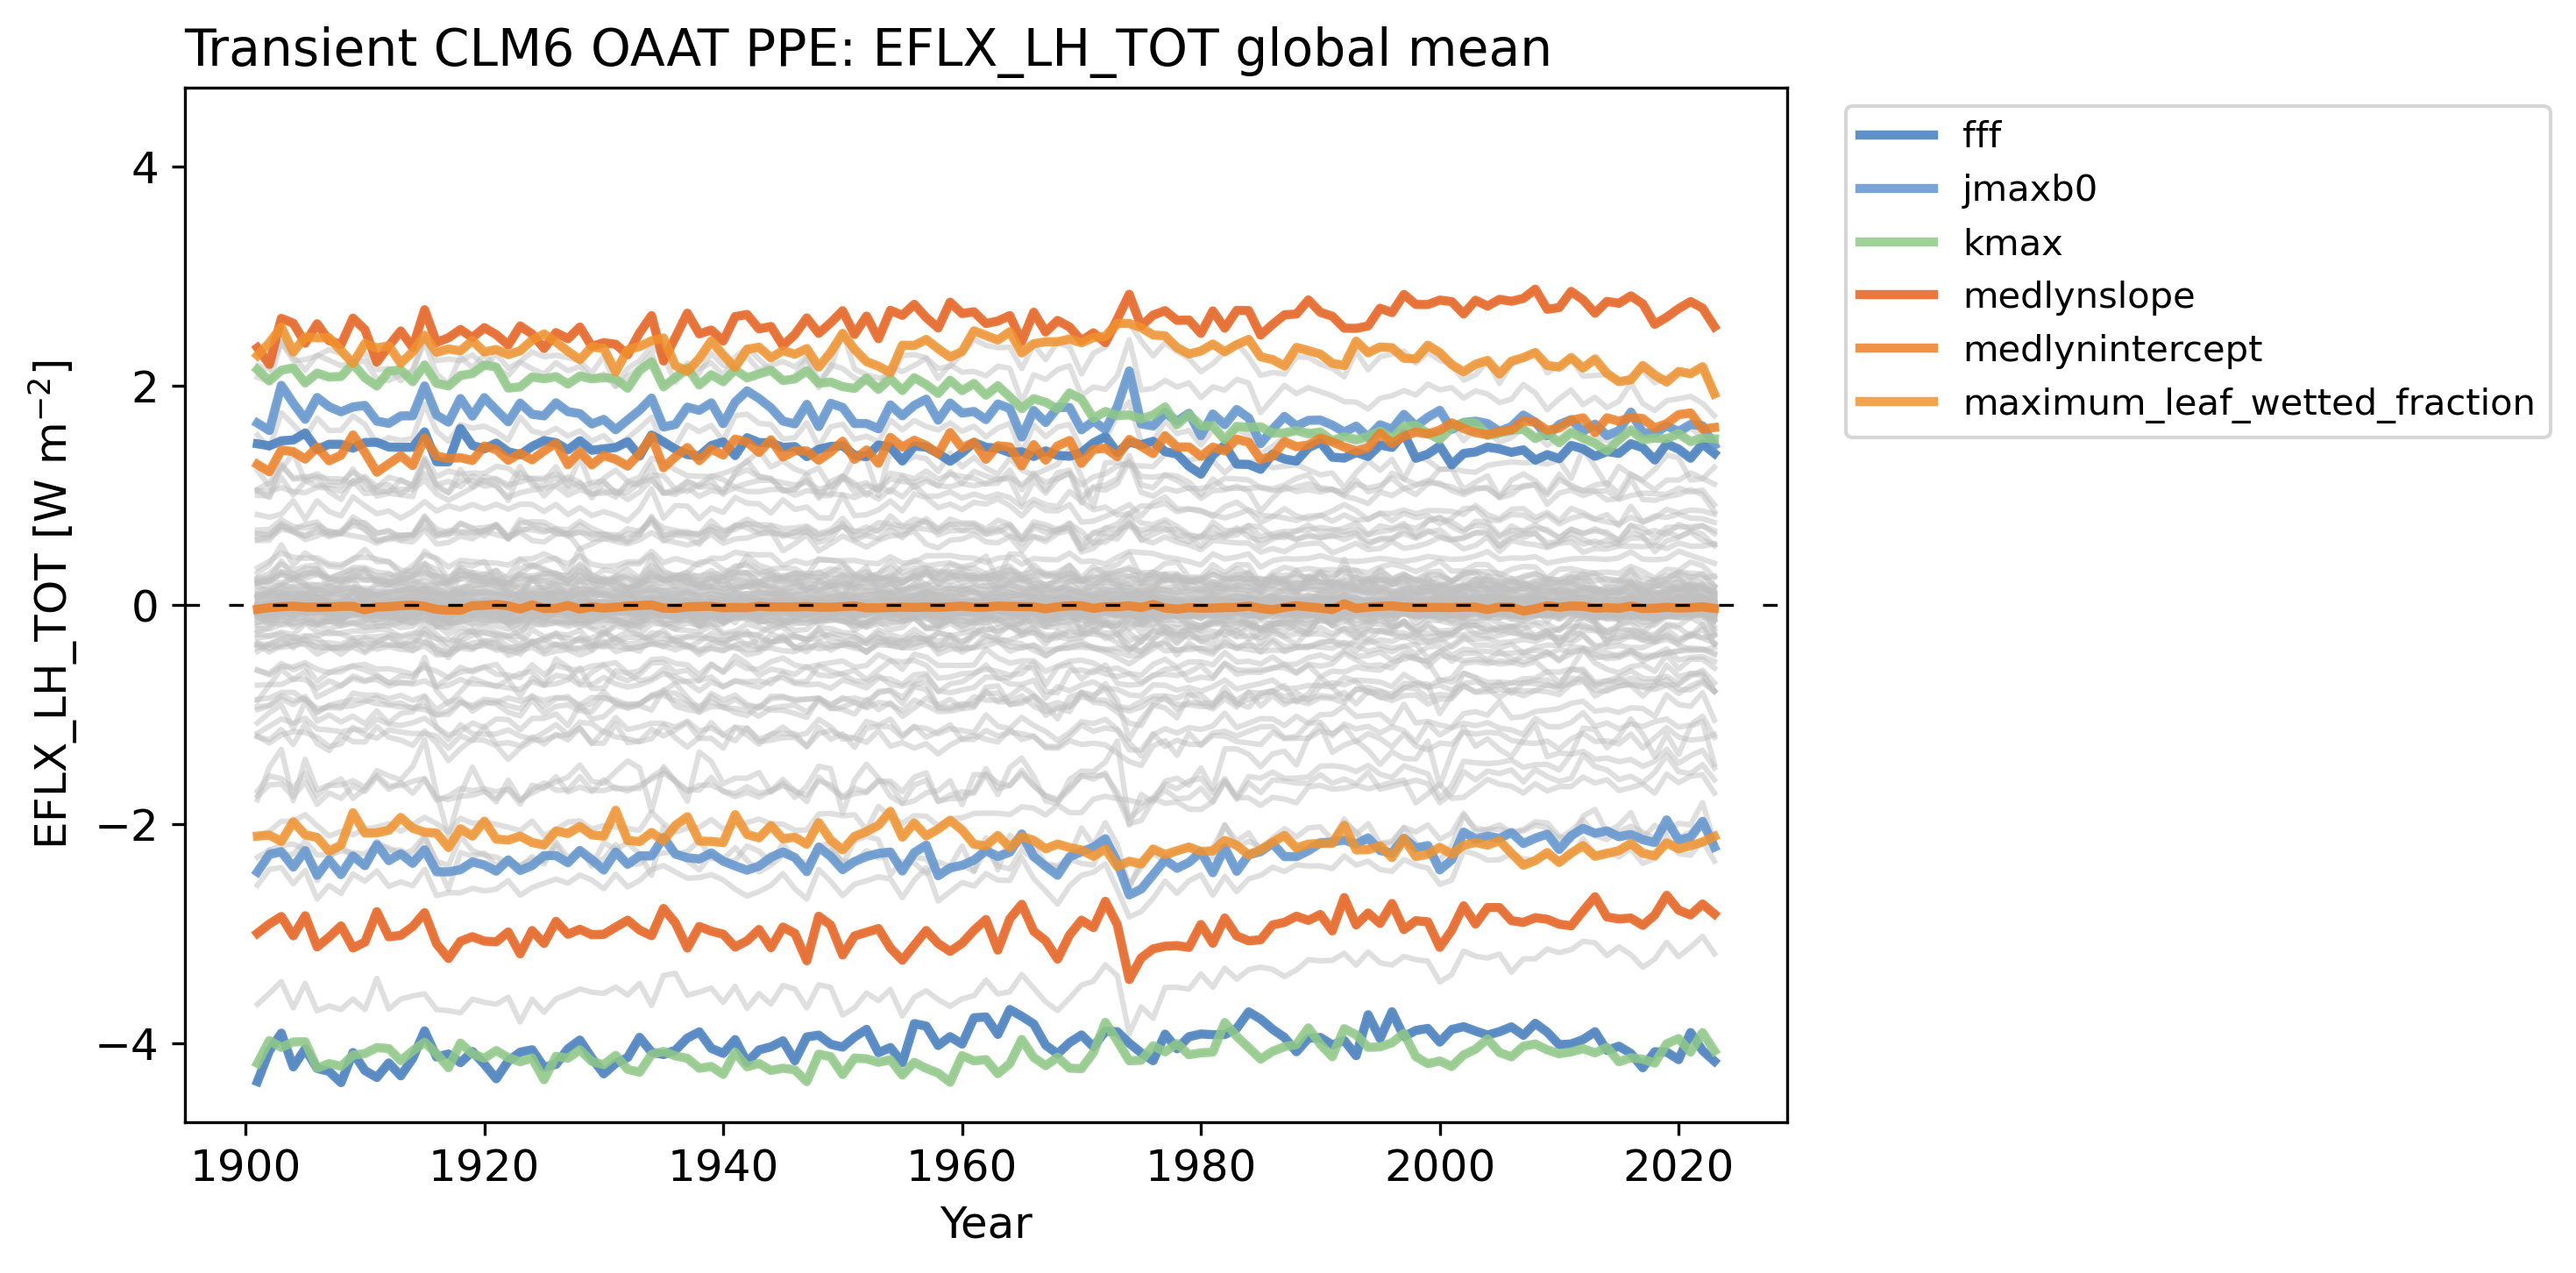 Transient CLM6 OAAT PPE: EFLX_LH_TOT global mean
EFLX_LH_TOT [W m⁻²]
4
2
0
−2
−4
1900 1920 1940 1960 1980 2000 2020
Year
fff
jmaxb0
kmax
medlynslope
medlynintercept
maximum_leaf_wetted_fraction